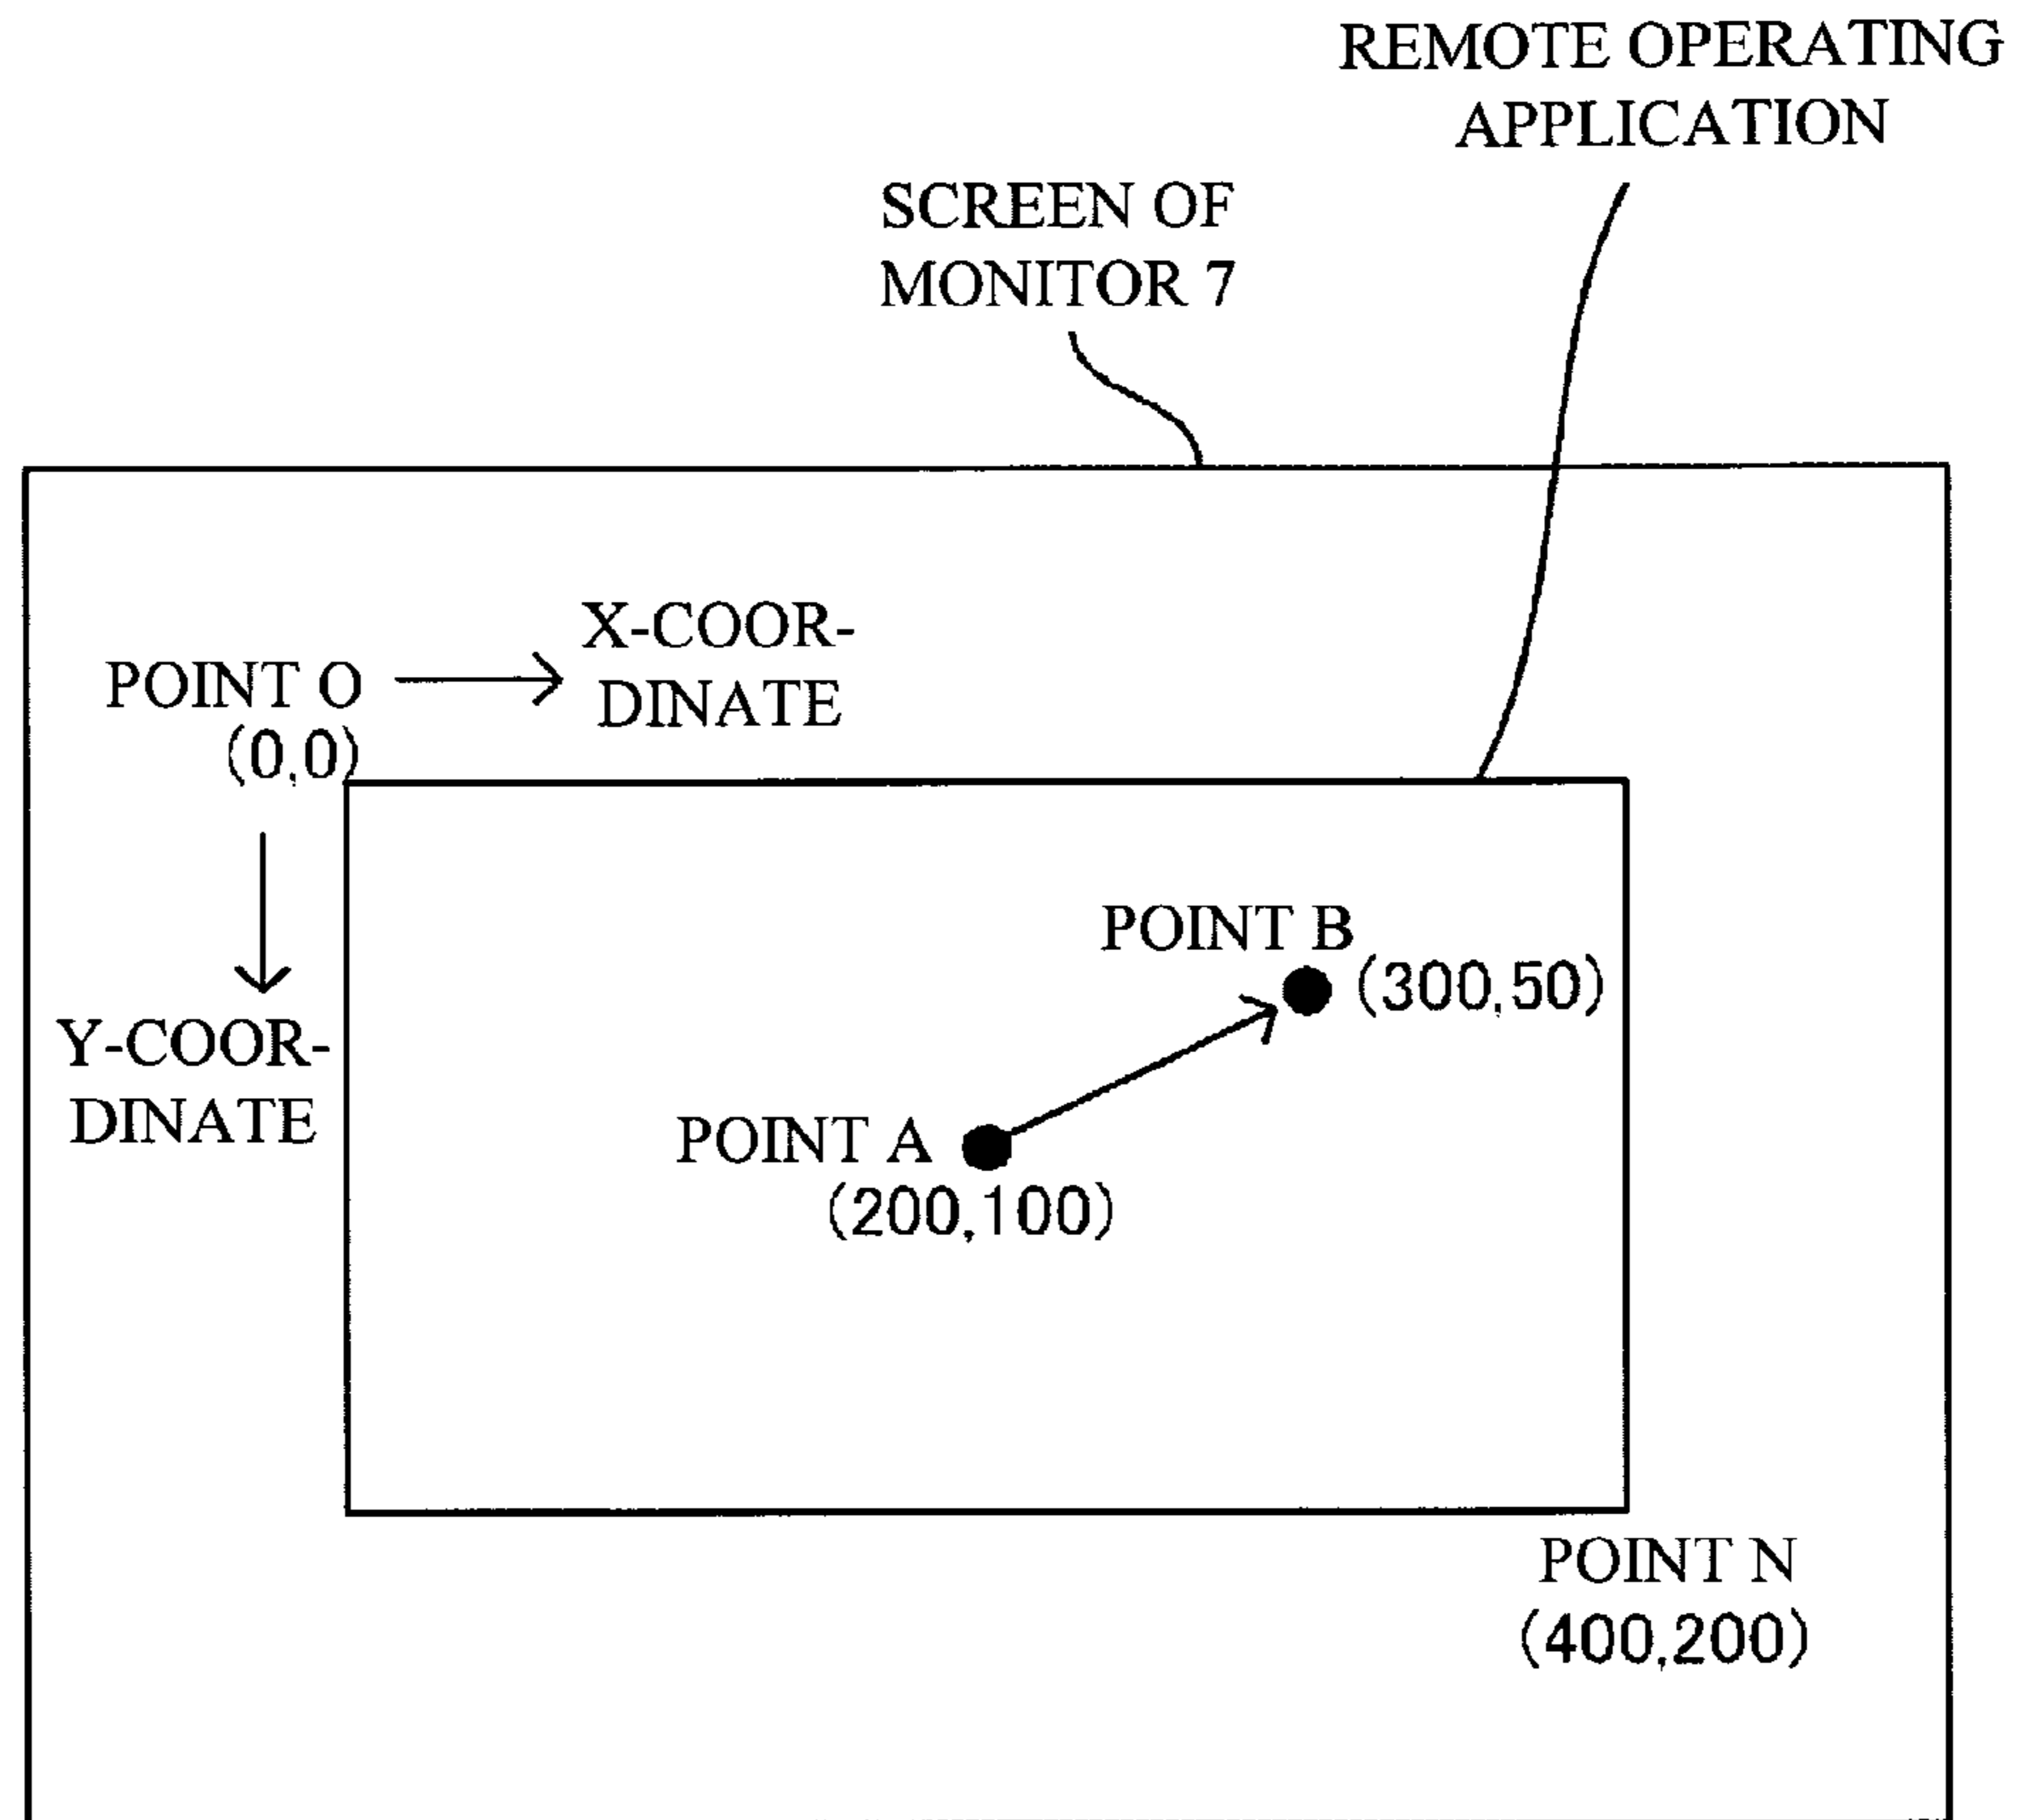 REMOTE OPERATING
APPLICATION
SCREEN OF
MONITOR 7
X-COOR-
DINATE
POINT O
(0,0)
Y-COOR-
DINATE
POINT B
(300,50)
POINT A
(200,100)
POINT N
(400,200)